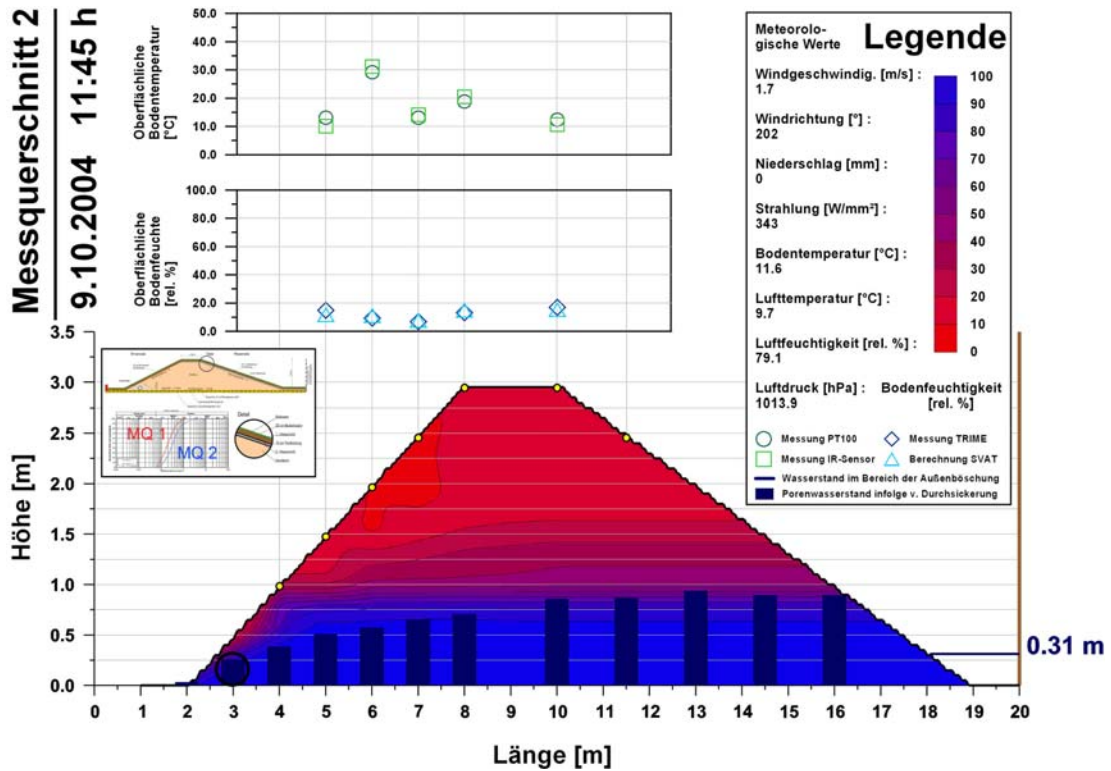 Messquerschnitt 2
9.10.2004 11:45 h
Oberflächliche
Bodentemperatur
[°C]
50.0
40.0
30.0
20.0
10.0
0.0
Oberflächliche
Bodenfeuchte
[rel. %]
100.0
80.0
60.0
40.0
20.0
0.0
Meteorolo-
gische Werte
Legende
Windgeschwindig. [m/s] :
1.7
Windrichtung [°] :
202
Niederschlag [mm] :
0
Strahlung [W/mm²] :
343
Bodentemperatur [°C] :
11.6
Lufttemperatur [°C] :
9.7
Luftfeuchtigkeit [rel. %] :
79.1
Luftdruck [hPa] :
1013.9
100
90
80
70
60
50
40
30
20
10
0
Bodenfeuchtigkeit
[rel. %]
Messung PT100
Messung TRIME
Messung IR-Sensor
Berechnung SVAT
Wasserstand im Bereich der Außenböschung
Porenwasserstand infolge v. Durchsickerung
MQ 1
MQ 2
Detail
Höhe [m]
3.5
3.0
2.5
2.0
1.5
1.0
0.5
0.0
0.31 m
0 1 2 3 4 5 6 7 8 9 10 11 12 13 14 15 16 17 18 19 20
Länge [m]